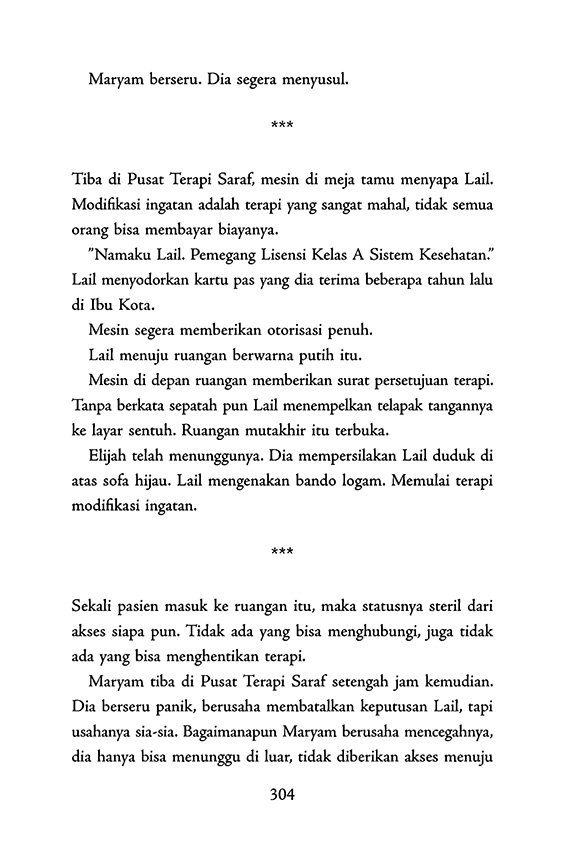 Maryam berseru. Dia segera menyusul.
***
Tiba di Pusat Terapi Saraf, mesin di meja tamu menyapa Lail.
Modifikasi ingatan adalah terapi yang sangat mahal, tidak semua
orang bisa membayar biayanya.
"Namaku Lail. Pemegang Lisensi Kelas A Sistem Kesehatan."
Lail menyodorkan kartu pas yang dia terima beberapa tahun lalu
di Ibu Kota.
Mesin segera memberikan otorisasi penuh.
Lail menuju ruangan berwarna putih itu.
Mesin di depan ruangan memberikan surat persetujuan terapi.
Tanpa berkata sepatah pun Lail menempelkan telapak tangannya
ke layar sentuh. Ruangan mutakhir itu terbuka.
Elijah telah menunggunya. Dia mempersilakan Lail duduk di
atas sofa hijau. Lail mengenakan bando logam. Memulai terapi
modifikasi ingatan.
***
Sekali pasien masuk ke ruangan itu, maka statusnya steril dari
akses siapa pun. Tidak ada yang bisa menghubungi, juga tidak
ada yang bisa menghentikan terapi.
Maryam tiba di Pusat Terapi Saraf setengah jam kemudian.
Dia berseru panik, berusaha membatalkan keputusan Lail, tapi
usahanya sia-sia. Bagaimanapun Maryam berusaha mencegahnya,
dia hanya bisa menunggu di luar, tidak diberikan akses menuju
304